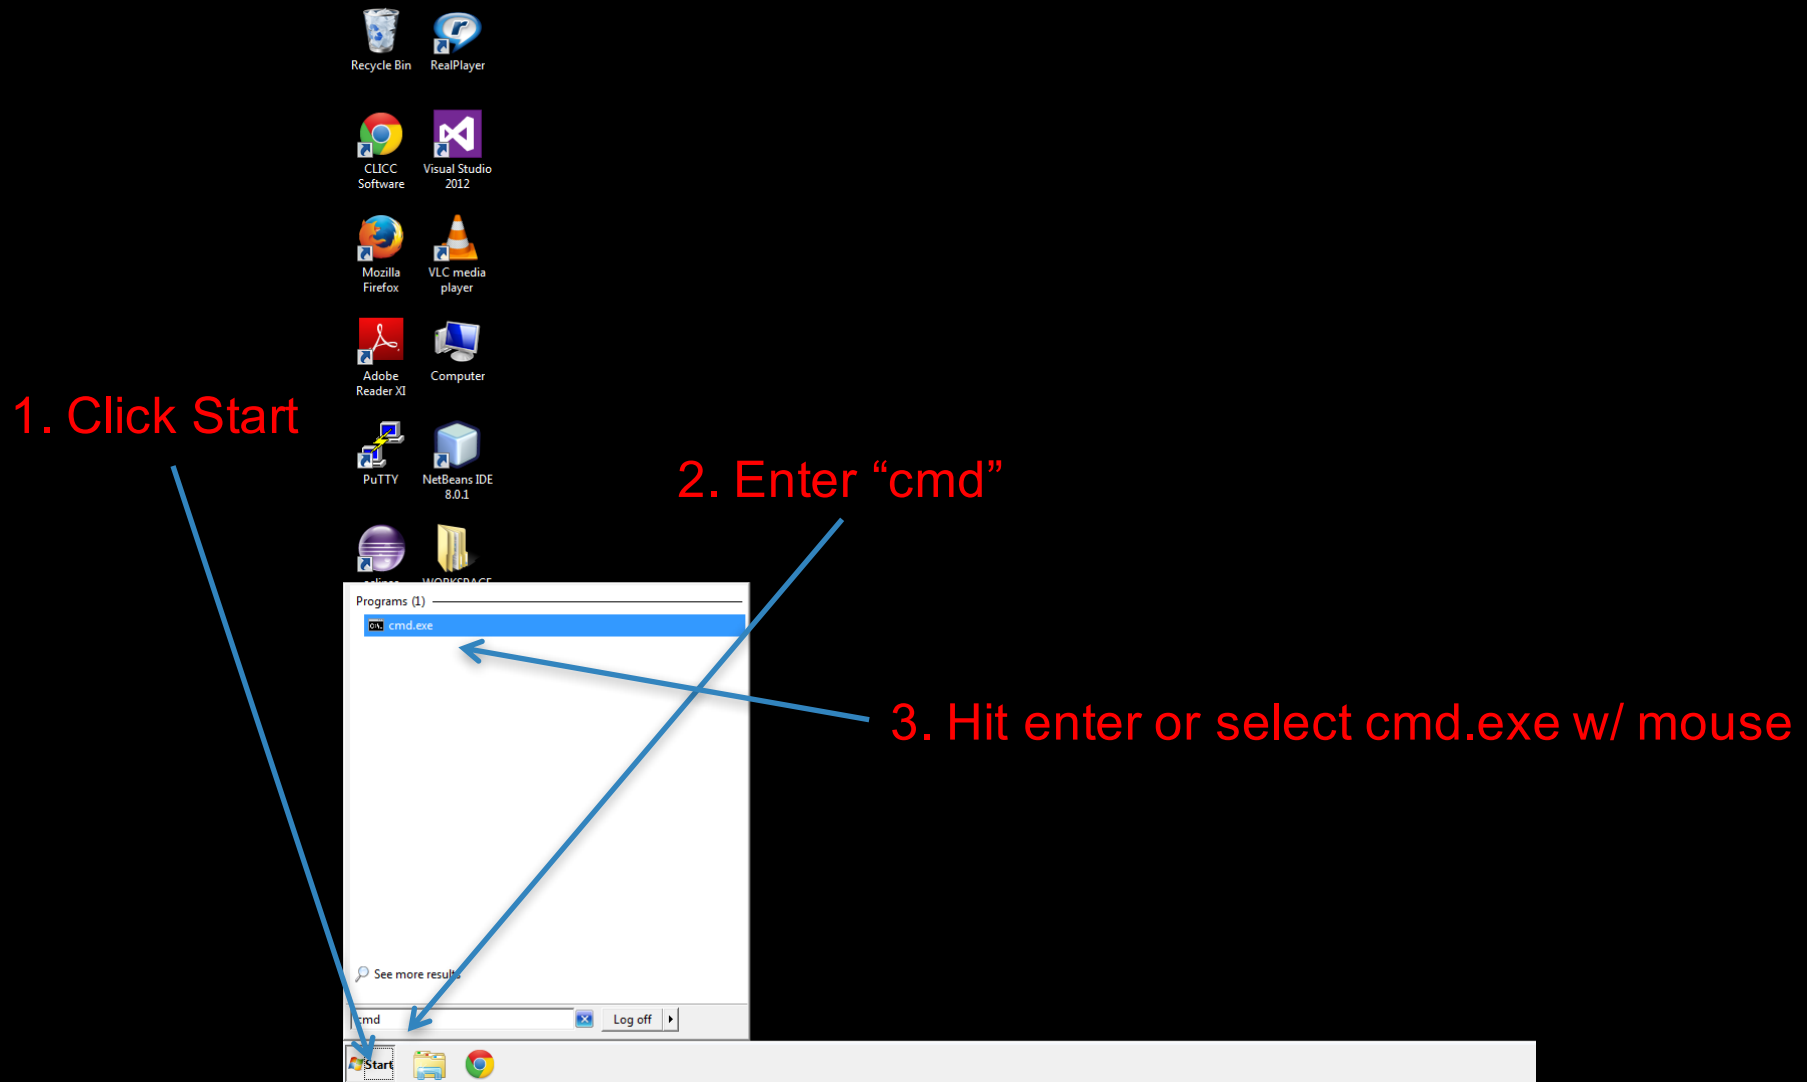 Recycle Bin
RealPlayer
CLICC
Software
Visual Studio
2012
Mozilla
Firefox
VLC media
player
Adobe
Reader XI
Computer
1. Click Start
PuTTY
NetBeans IDE
8.0.1
2. Enter “cmd”
eclipse
WORKSPACE
Programs (1)
cmd.exe
3. Hit enter or select cmd.exe w/ mouse
See more results
cmd
Log off
Start